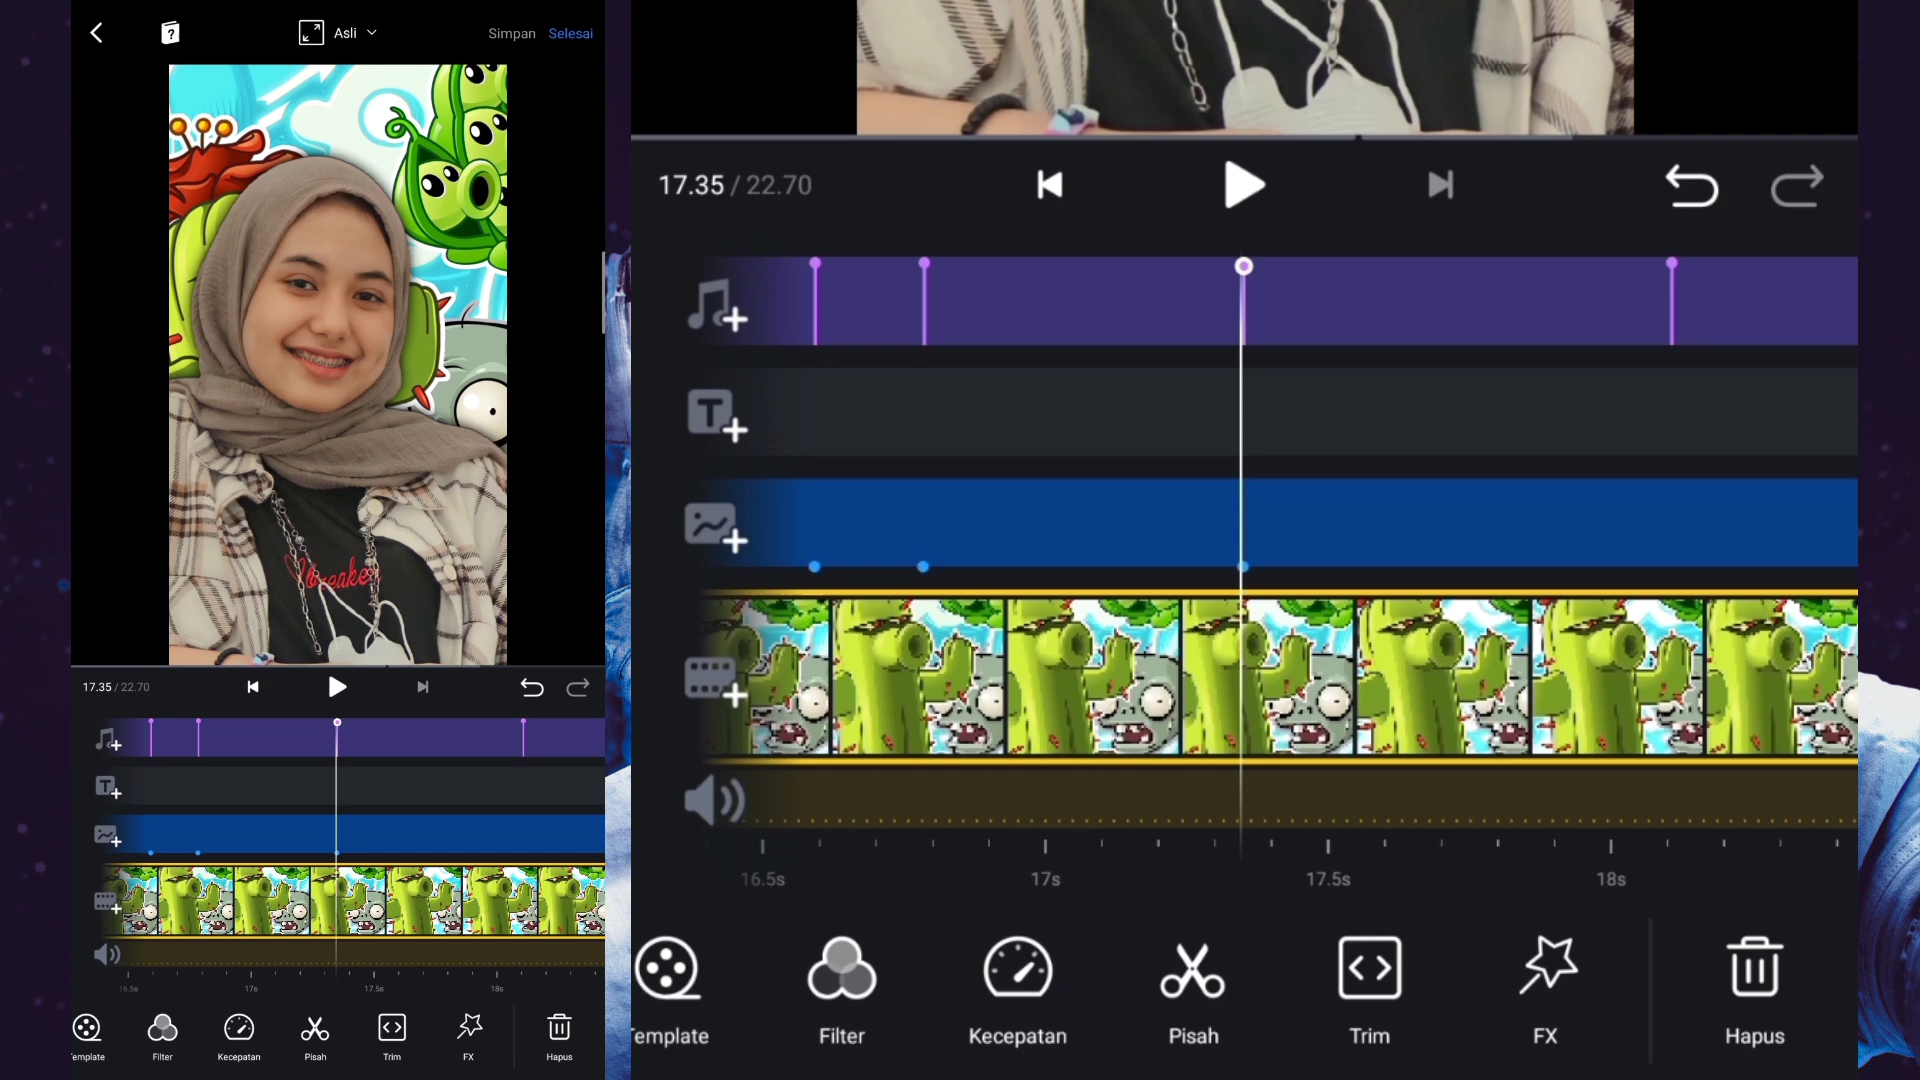 Asli
Simpan
Selesai
17.35 / 22.70
16.5s
17s
17.5s
18s
Filter
Kecepatan
Pisah
Trim
FX
Hapus
17.35 / 22.70
16.5s
17s
17.5s
18s
emplate
Filter
Kecepatan
Pisah
Trim
FX
Hapus